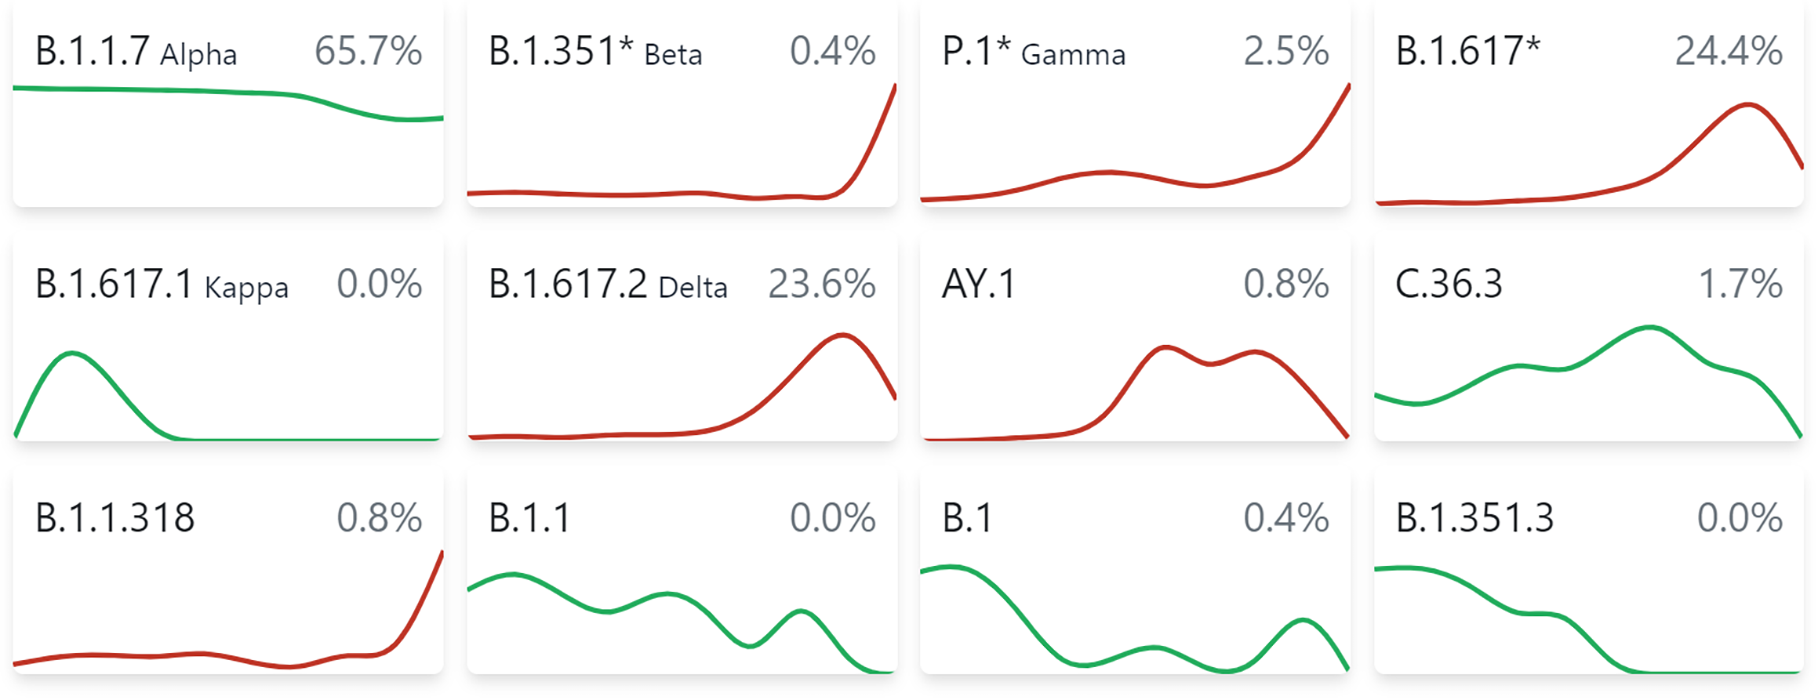 B.1.1.7 Alpha 65.7%
B.1.351* Beta 0.4%
P.1* Gamma 2.5%
B.1.617* 24.4%
B.1.617.1 Kappa 0.0%
B.1.617.2 Delta 23.6%
AY.1 0.8%
C.36.3 1.7%
B.1.1.318 0.8%
B.1.1 0.0%
B.1 0.4%
B.1.351.3 0.0%